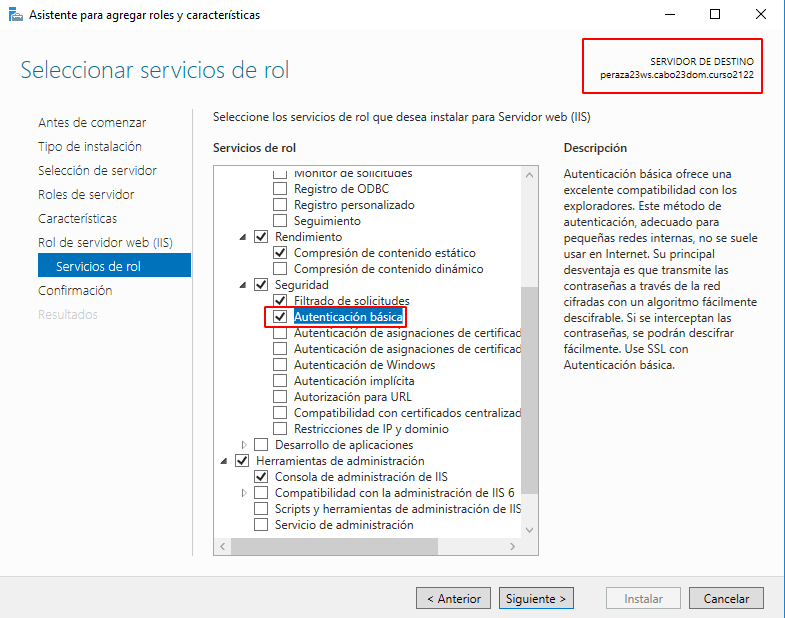 Asistente para agregar roles y características
Seleccionar servicios de rol
SERVIDOR DE DESTINO
peraza23ws.cabo23dom.curso2122
Antes de comenzar
Tipo de instalación
Selección de servidor
Roles de servidor
Características
Rol de servidor web (IIS)
Servicios de rol
Confirmación
Resultados
Seleccione los servicios de rol que desea instalar para Servidor web (IIS)
Servicios de rol
Monitor de solicitudes
Registro de ODBC
Registro personalizado
Seguimiento
Rendimiento
Compresión de contenido estático
Compresión de contenido dinámico
Seguridad
Filtrado de solicitudes
Autenticación básica
Autenticación de asignaciones de certificad
Autenticación de asignaciones de certificad
Autenticación de Windows
Autenticación implícita
Autorización para URL
Compatibilidad con certificados centralizad
Restricciones de IP y dominio
Desarrollo de aplicaciones
Herramientas de administración
Consola de administración de IIS
Compatibilidad con la administración de IIS 6
Scripts y herramientas de administración de IIS
Servicio de administración
Descripción
Autenticación básica ofrece una
excelente compatibilidad con los
exploradores. Este método de
autenticación, adecuado para
pequeñas redes internas, no se suele
usar en Internet. Su principal
desventaja es que transmite las
contraseñas a través de la red
cifradas con un algoritmo fácilmente
descifrable. Si se interceptan las
contraseñas, se podrán descifrar
fácilmente. Use SSL con
Autenticación básica.
< Anterior
Siguiente >
Instalar
Cancelar